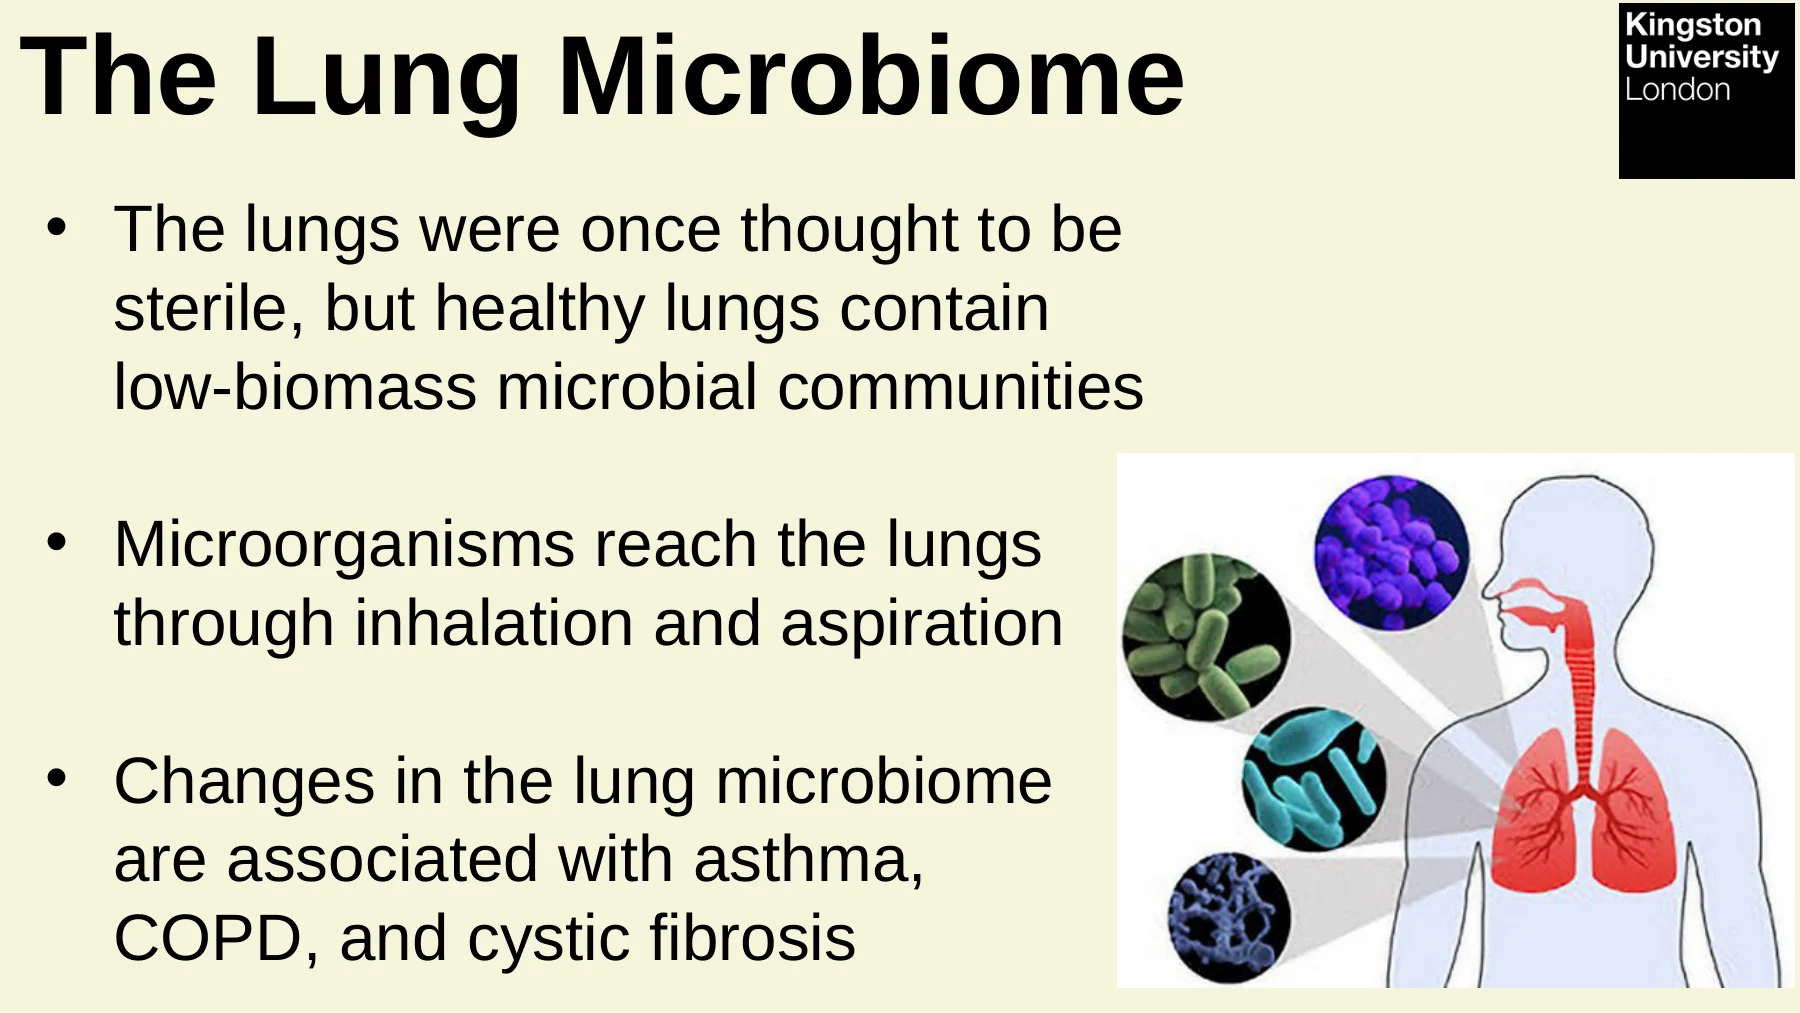 The Lung Microbiome
Kingston
University
London
• The lungs were once thought to be
sterile, but healthy lungs contain
low-biomass microbial communities
• Microorganisms reach the lungs
through inhalation and aspiration
• Changes in the lung microbiome
are associated with asthma,
COPD, and cystic fibrosis